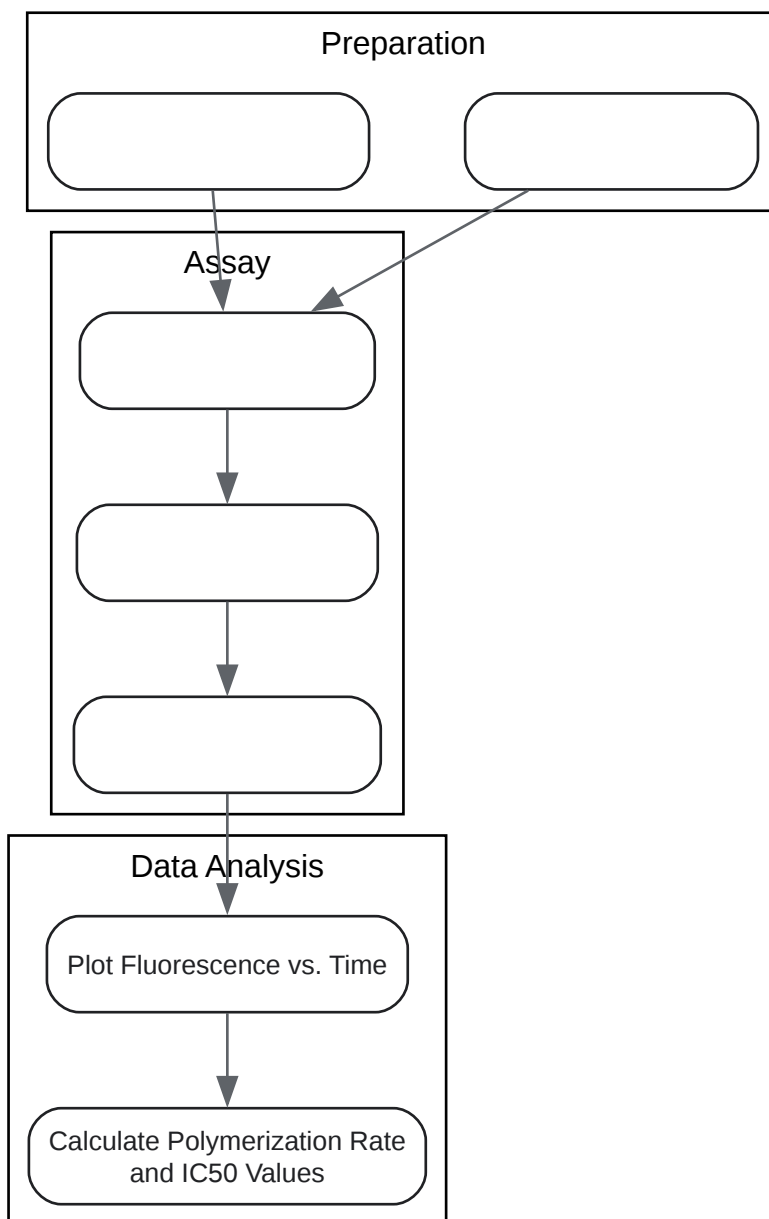 Preparation
Assay
Data Analysis
Plot Fluorescence vs. Time
Calculate Polymerization Rate
and IC50 Values